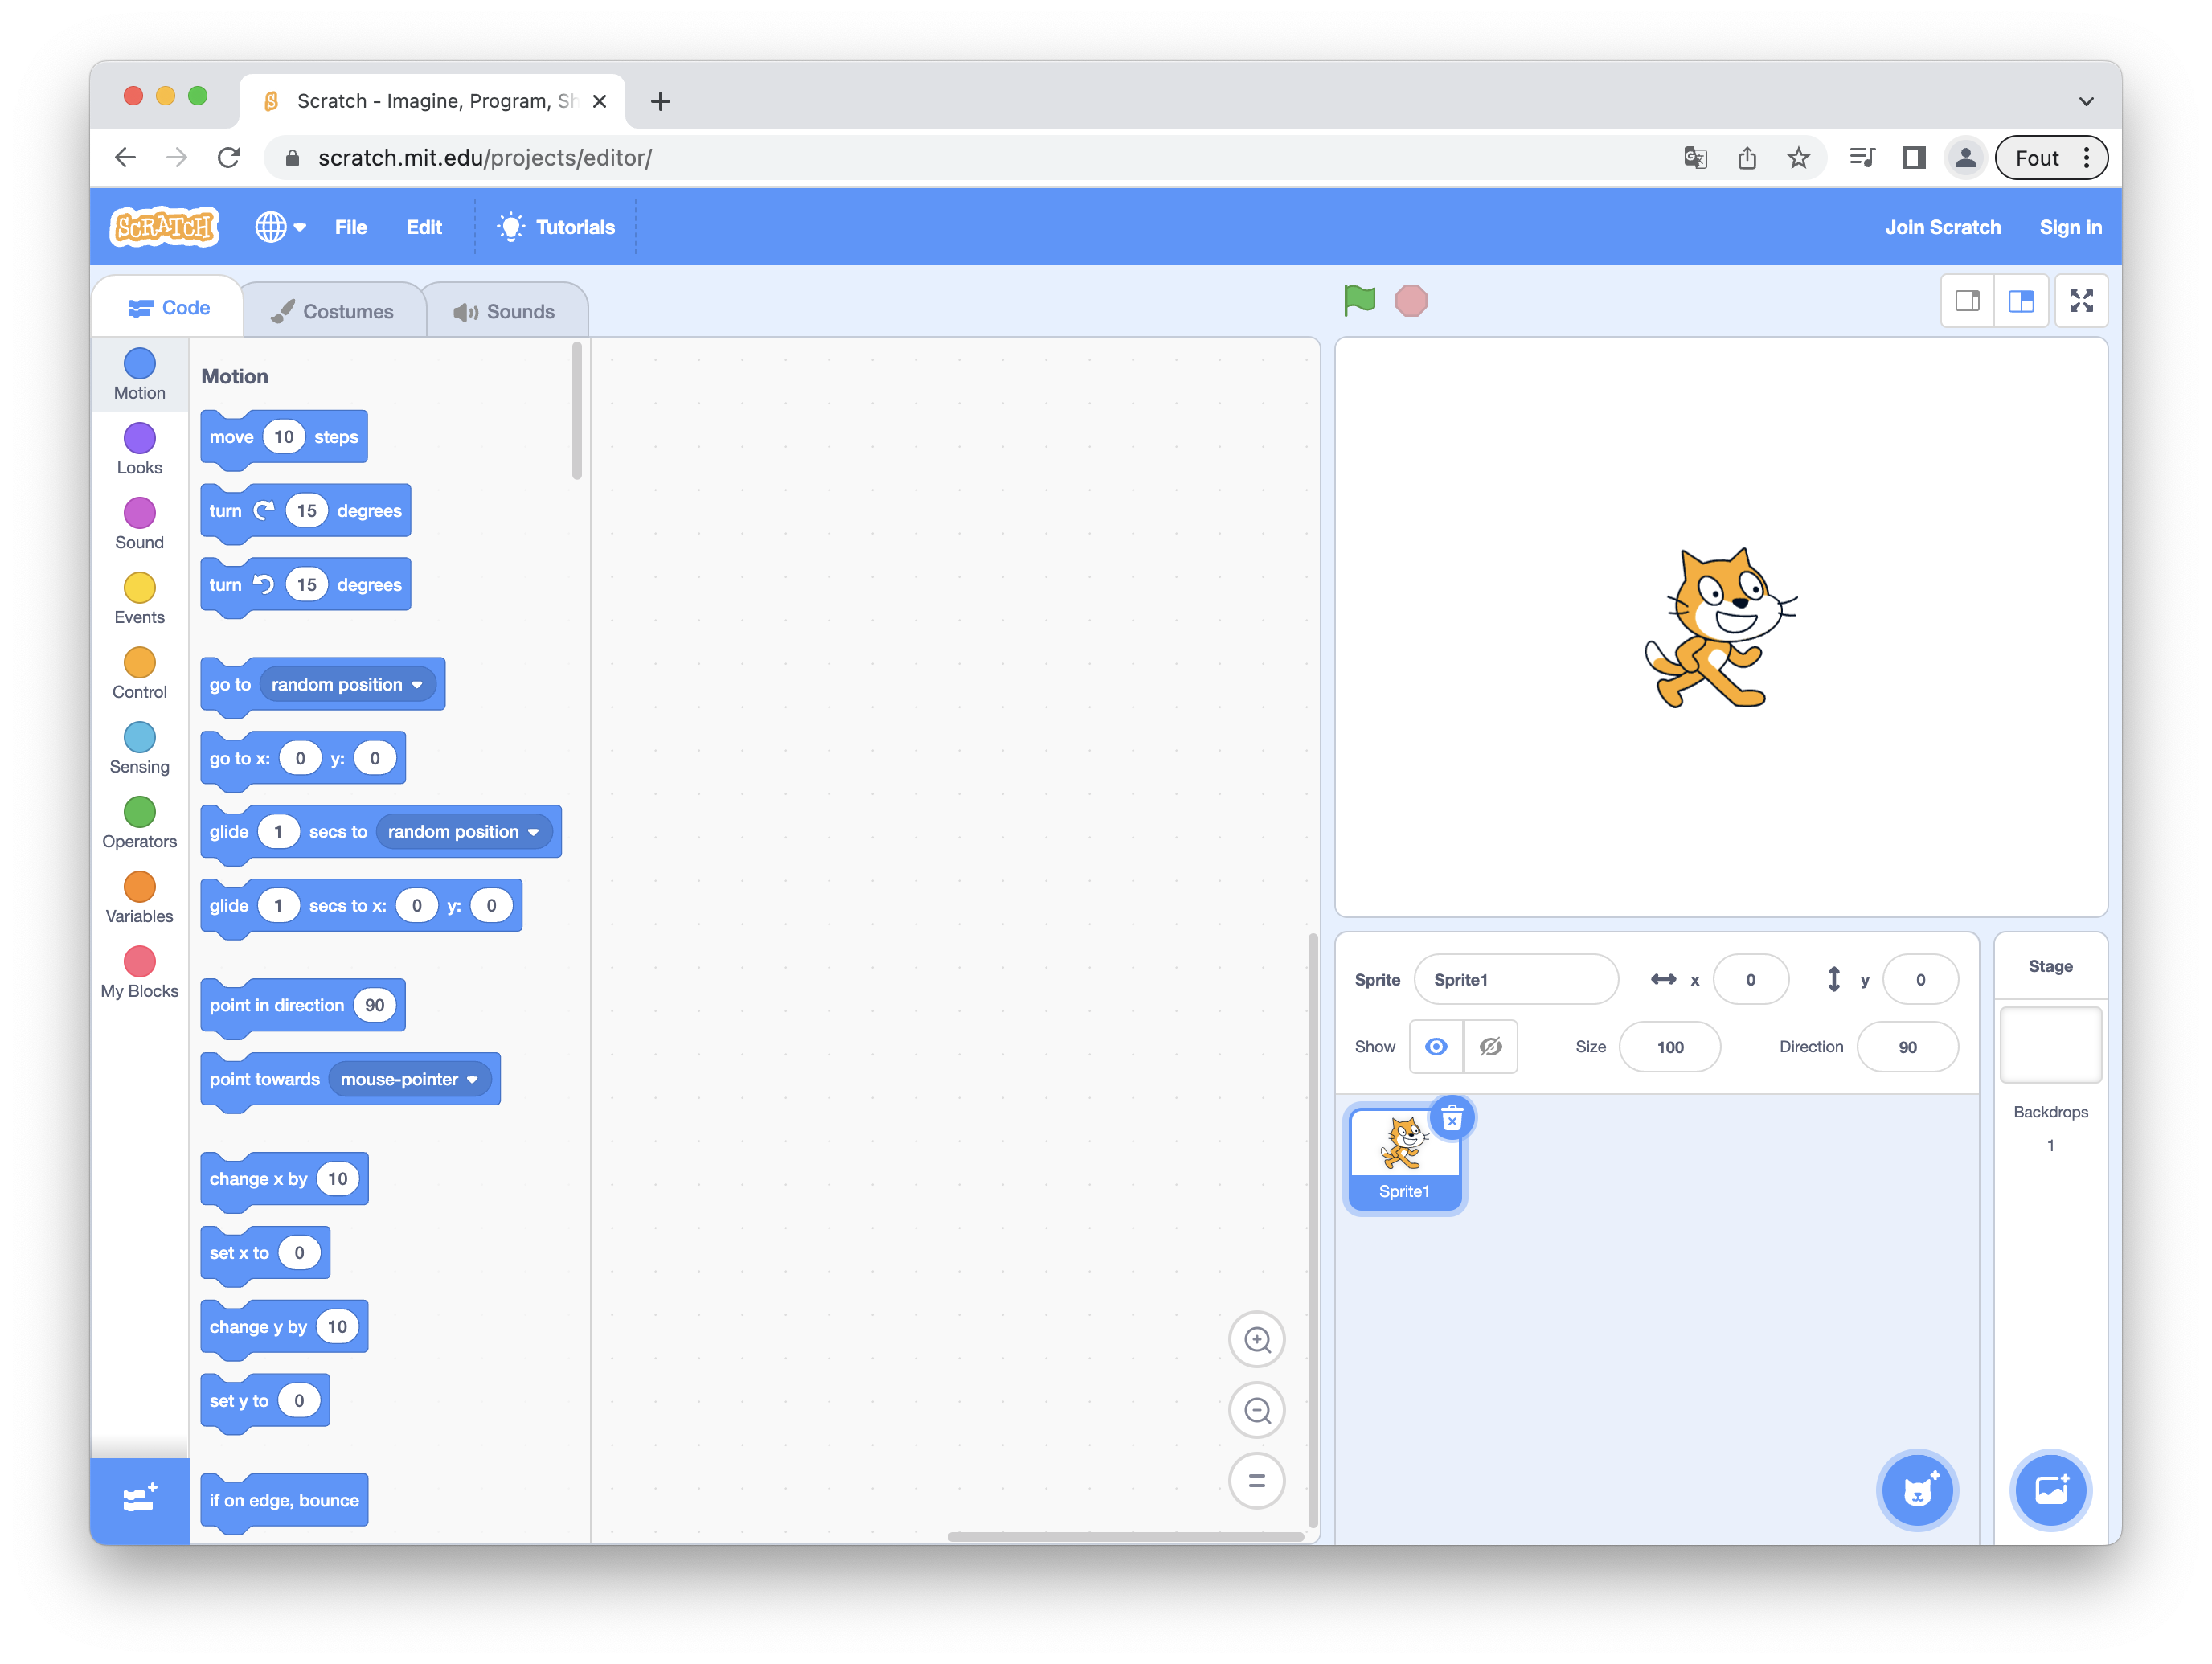 Scratch - Imagine, Program, Sh
scratch.mit.edu/projects/editor/
Fout
SCRATCH
File
Edit
Tutorials
Join Scratch
Sign in
Code
Costumes
Sounds
Motion
Looks
Sound
Events
Control
Sensing
Operators
Variables
My Blocks
Motion
move 10 steps
turn 15 degrees
turn 15 degrees
go to random position
go to x: 0 y: 0
glide 1 secs to random position
glide 1 secs to x: 0 y: 0
point in direction 90
point towards mouse-pointer
change x by 10
set x to 0
change y by 10
set y to 0
if on edge, bounce
Sprite Sprite1 x 0 y 0
Show Size 100 Direction 90
Sprite1
Stage
Backdrops
1